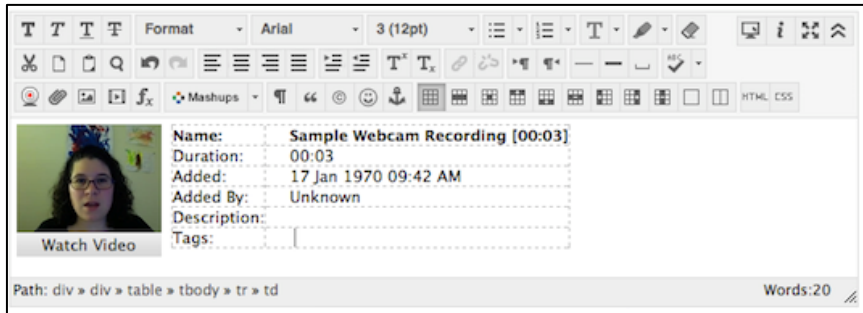 T T T T Format Arial 3 (12pt) T i
T× T× ABC
fx Mashups ¶ “ © HTML CSS
Name: Sample Webcam Recording [00:03]
Duration: 00:03
Added: 17 Jan 1970 09:42 AM
Added By: Unknown
Description:
Tags:
Watch Video
Path: div » div » table » tbody » tr » td Words:20